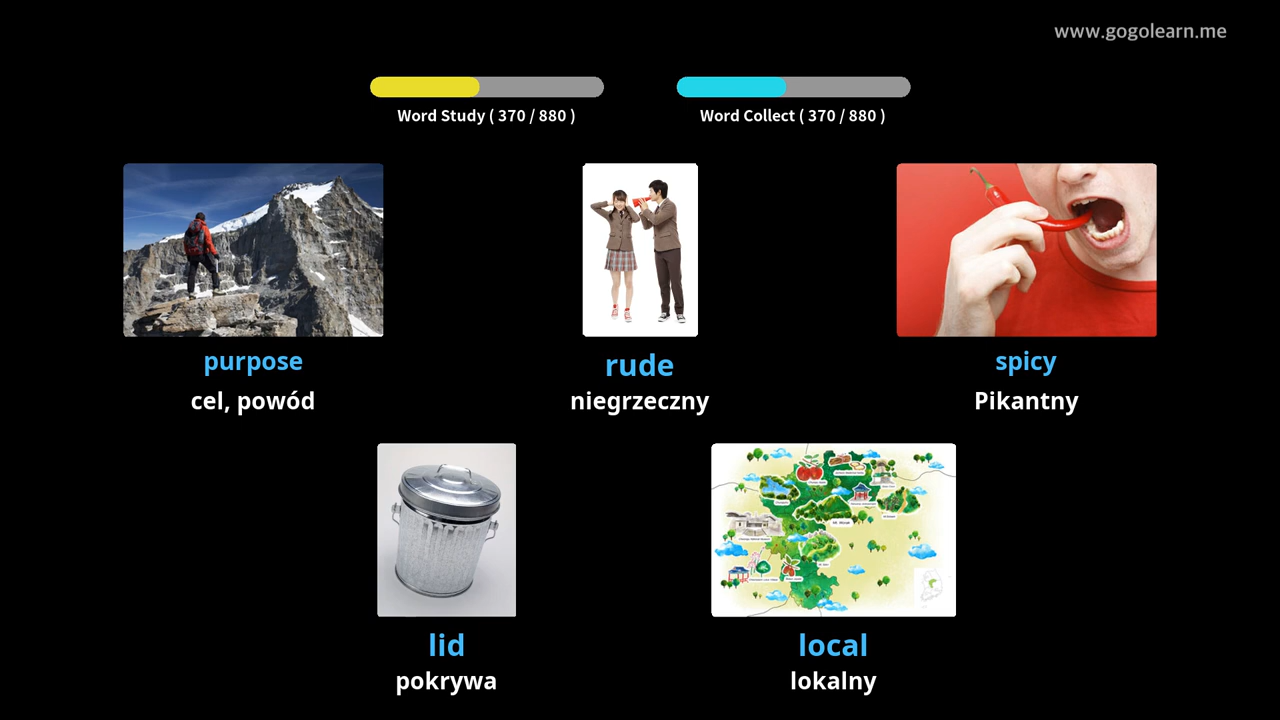 www.gogolearn.me
Word Study ( 370 / 880 )
Word Collect ( 370 / 880 )
purpose
cel, powód
rude
niegrzeczny
spicy
Pikantny
lid
pokrywa
local
lokalny